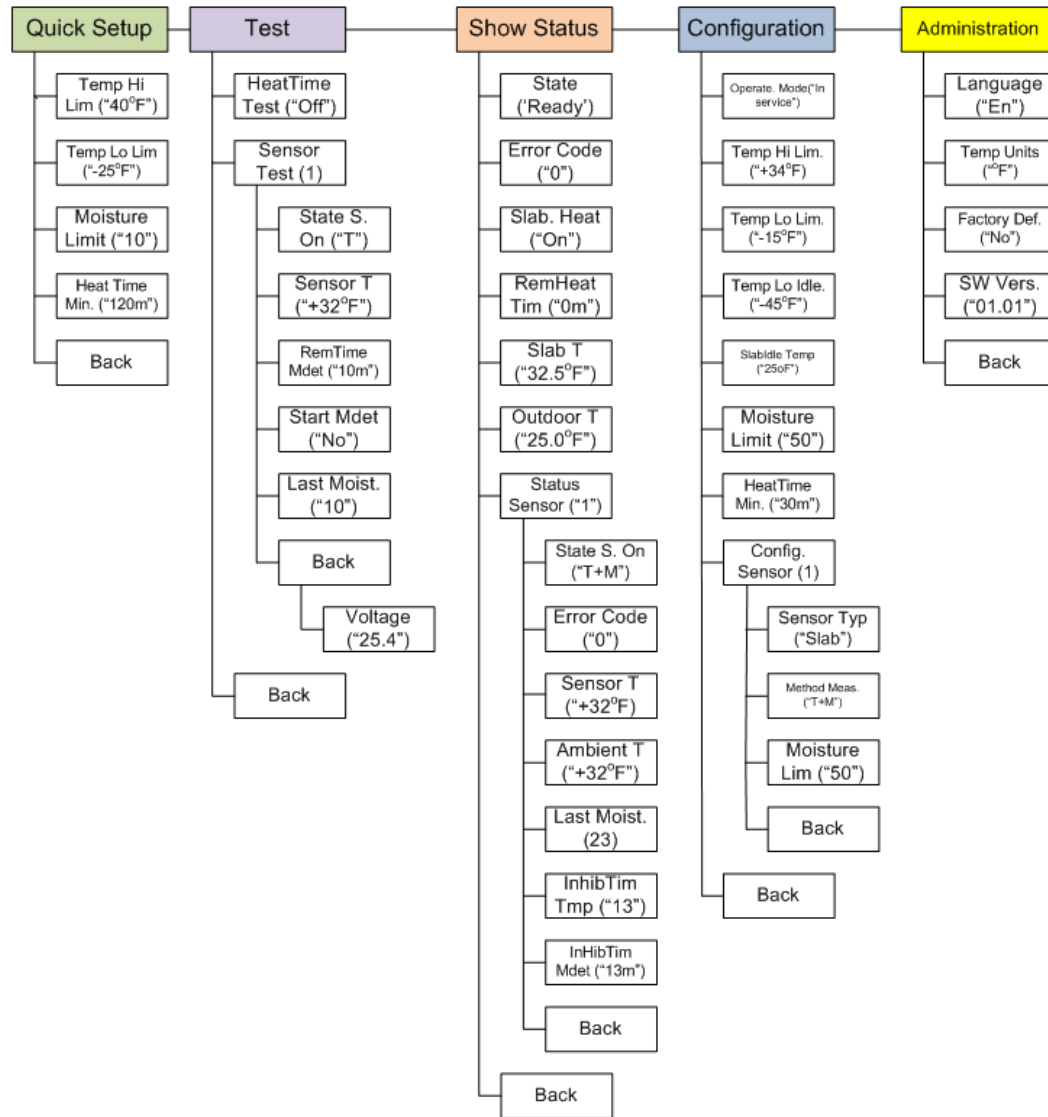 Quick Setup
Test
Show Status
Configuration
Administration
Temp Hi
Lim (“40°F”)
Temp Lo Lim
(“-25°F”)
Moisture
Limit (“10”)
Heat Time
Min. (“120m”)
Back
HeatTime
Test (“Off”)
Sensor
Test (1)
State S.
On (“T”)
Sensor T
(“+32°F”)
RemTime
Mdet (“10m”)
Start Mdet
(“No”)
Last Moist.
(“10”)
Back
Voltage
(“25.4”)
Back
State
(‘Ready’)
Error Code
(“0”)
Slab. Heat
(“On”)
RemHeat
Tim (“0m”)
Slab T
(“32.5°F”)
Outdoor T
(“25.0°F”)
Status
Sensor (“1”)
State S. On
(“T+M”)
Error Code
(“0”)
Sensor T
(“+32°F)
Ambient T
(“+32°F”)
Last Moist.
(23)
InhibTim
Tmp (“13”)
InHibTim
Mdet (“13m”)
Back
Back
Operate. Mode(“In
service”)
Temp Hi Lim.
(“+34°F)
Temp Lo Lim.
(“-15°F”)
Temp Lo Idle.
(“-45°F”)
SlabIdle Temp
(“25oF”)
Moisture
Limit (“50”)
HeatTime
Min. (“30m”)
Config.
Sensor (1)
Sensor Typ
(“Slab”)
Method Meas.
(“T+M”)
Moisture
Lim (“50”)
Back
Back
Language
(“En”)
Temp Units
(“°F”)
Factory Def.
(“No”)
SW Vers.
(“01.01”)
Back